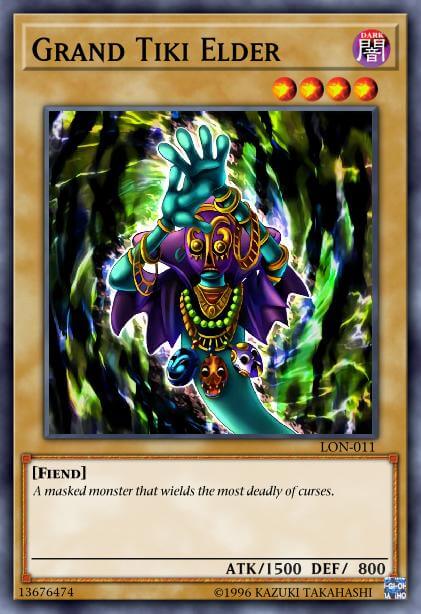 GRAND TIKI ELDER
DARK
闇
LON-011
[FIEND]
A masked monster that wields the most deadly of curses.
ATK/1500 DEF/ 800
13676474
©1996 KAZUKI TAKAHASHI